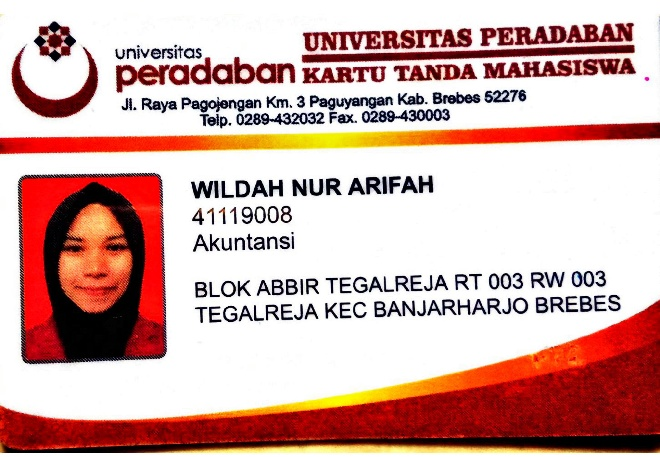 universitas
peradaban
UNIVERSITAS PERADABAN
KARTU TANDA MAHASISWA
Jl. Raya Pagojengan Km. 3 Paguyangan Kab. Brebes 52276
Telp. 0289-432032 Fax. 0289-430003
WILDAH NUR ARIFAH
41119008
Akuntansi
BLOK ABBIR TEGALREJA RT 003 RW 003
TEGALREJA KEC BANJARHARJO BREBES